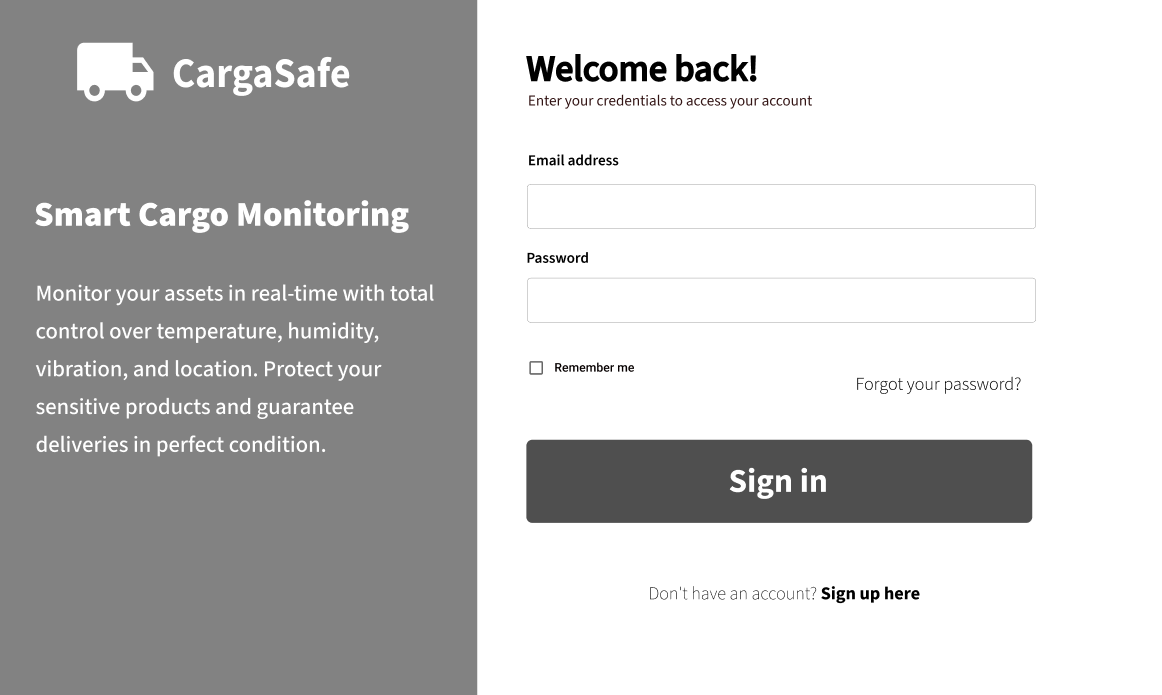 CargaSafe
Smart Cargo Monitoring
Monitor your assets in real-time with total
control over temperature, humidity,
vibration, and location. Protect your
sensitive products and guarantee
deliveries in perfect condition.
Welcome back!
Enter your credentials to access your account
Email address
Password
Remember me
Forgot your password?
Sign in
Don't have an account? Sign up here